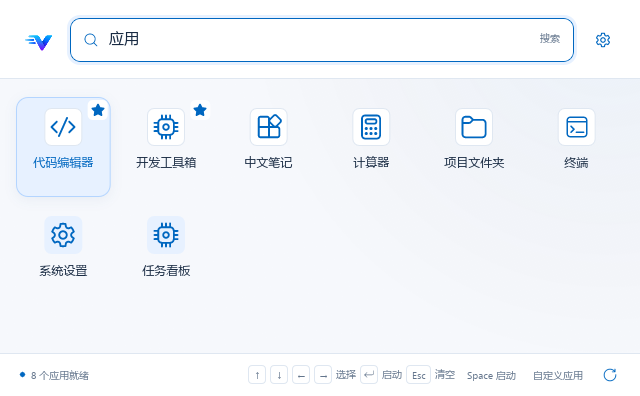 应用 搜索
代码编辑器 开发工具箱 中文笔记 计算器 项目文件夹 终端
系统设置 任务看板
8 个应用就绪 ↑ ↓ ← → 选择 ↵ 启动 Esc 清空 Space 启动 自定义应用